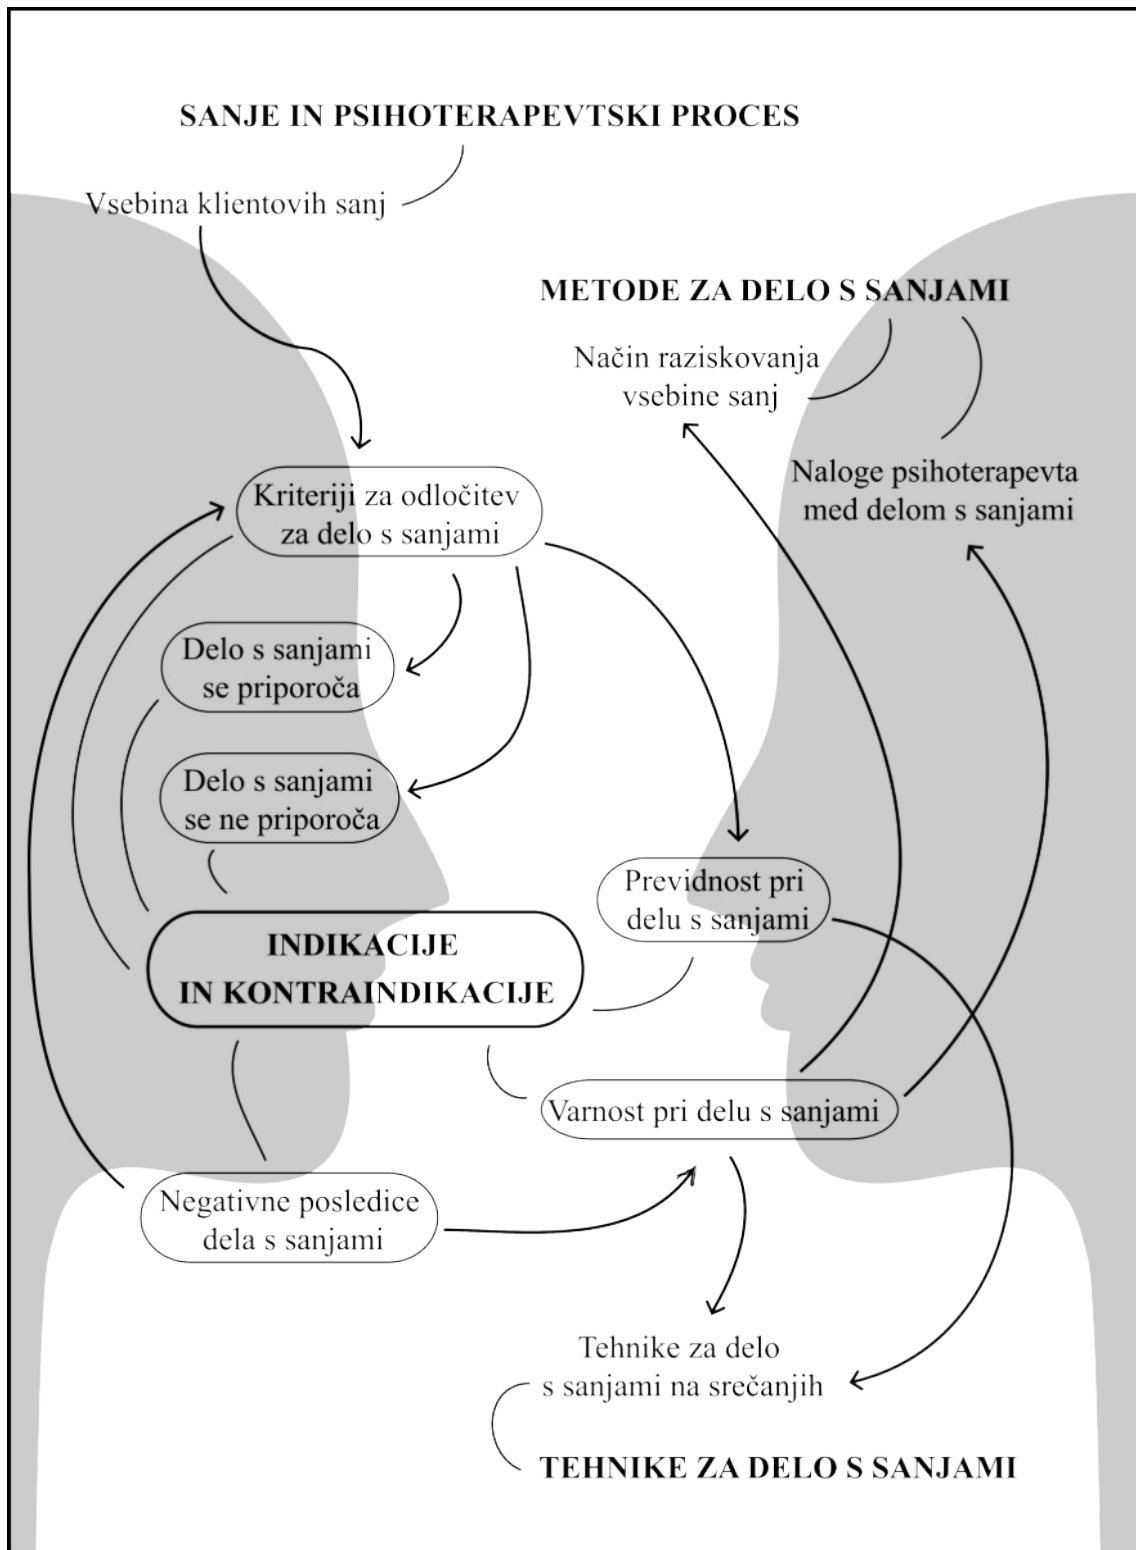 SANJE IN PSIHOTERAPEVTSKI PROCES
Vsebina klientovih sanj
METODE ZA DELO S SANJAMI
Način raziskovanja
vsebine sanj
Naloge psihoterapevta
med delom s sanjami
Kriteriji za odločitev
za delo s sanjami
Delo s sanjami
se priporoča
Delo s sanjami
se ne priporoča
Previdnost pri
delu s sanjami
INDIKACIJE
IN KONTRAINDIKACIJE
Varnost pri delu s sanjami
Negativne posledice
dela s sanjami
Tehnike za delo
s sanjami na srečanjih
TEHNIKE ZA DELO S SANJAMI